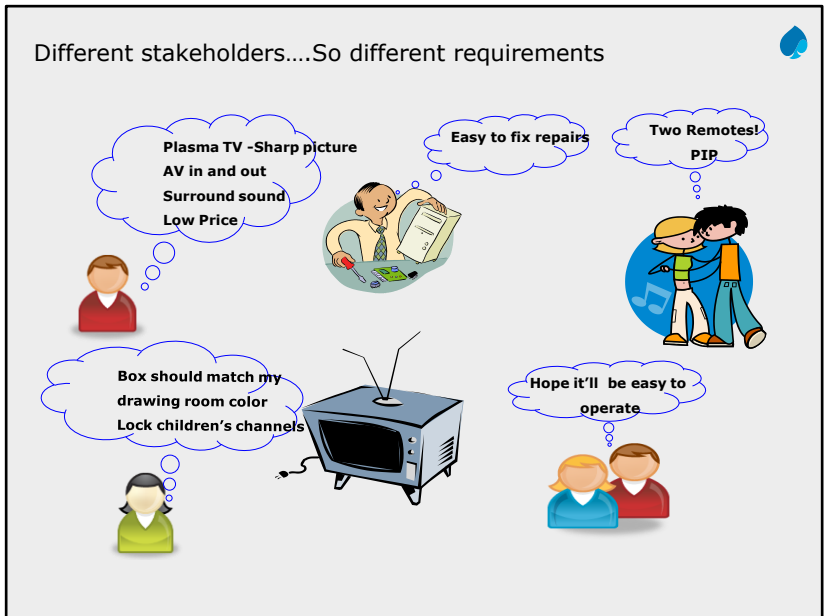 Different stakeholders....So different requirements
Plasma TV -Sharp picture
AV in and out
Surround sound
Low Price
Easy to fix repairs
Two Remotes!
PIP
Box should match my
drawing room color
Lock children's channels
Hope it'll  be easy to
operate